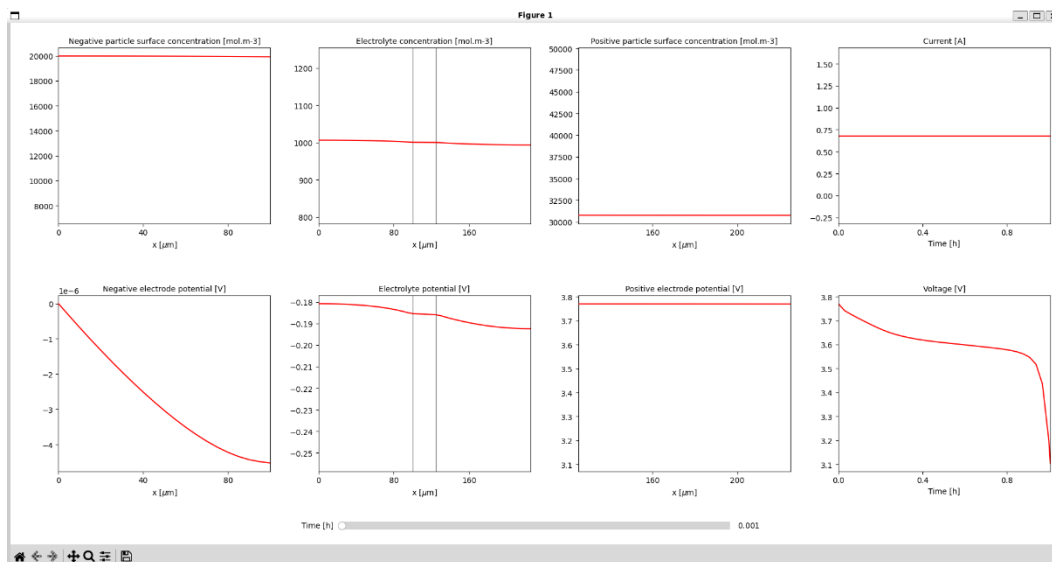 Figure 1
Negative particle surface concentration [mol.m-3]
20000
18000
16000
14000
12000
10000
8000
0 40 80
x [μm]
Electrolyte concentration [mol.m-3]
1200
1100
1000
900
800
0 80 160
x [μm]
Positive particle surface concentration [mol.m-3]
50000
47500
45000
42500
40000
37500
35000
32500
30000
160 200
x [μm]
Current [A]
1.50
1.25
1.00
0.75
0.50
0.25
0.00
−0.25
0.0 0.4 0.8
Time [h]
Negative electrode potential [V]
1e−6
0
−1
−2
−3
−4
0 40 80
x [μm]
Electrolyte potential [V]
−0.18
−0.19
−0.20
−0.21
−0.22
−0.23
−0.24
−0.25
0 80 160
x [μm]
Positive electrode potential [V]
3.8
3.7
3.6
3.5
3.4
3.3
3.2
3.1
160 200
x [μm]
Voltage [V]
3.8
3.7
3.6
3.5
3.4
3.3
3.2
3.1
0.0 0.4 0.8
Time [h]
Time [h] 0.001